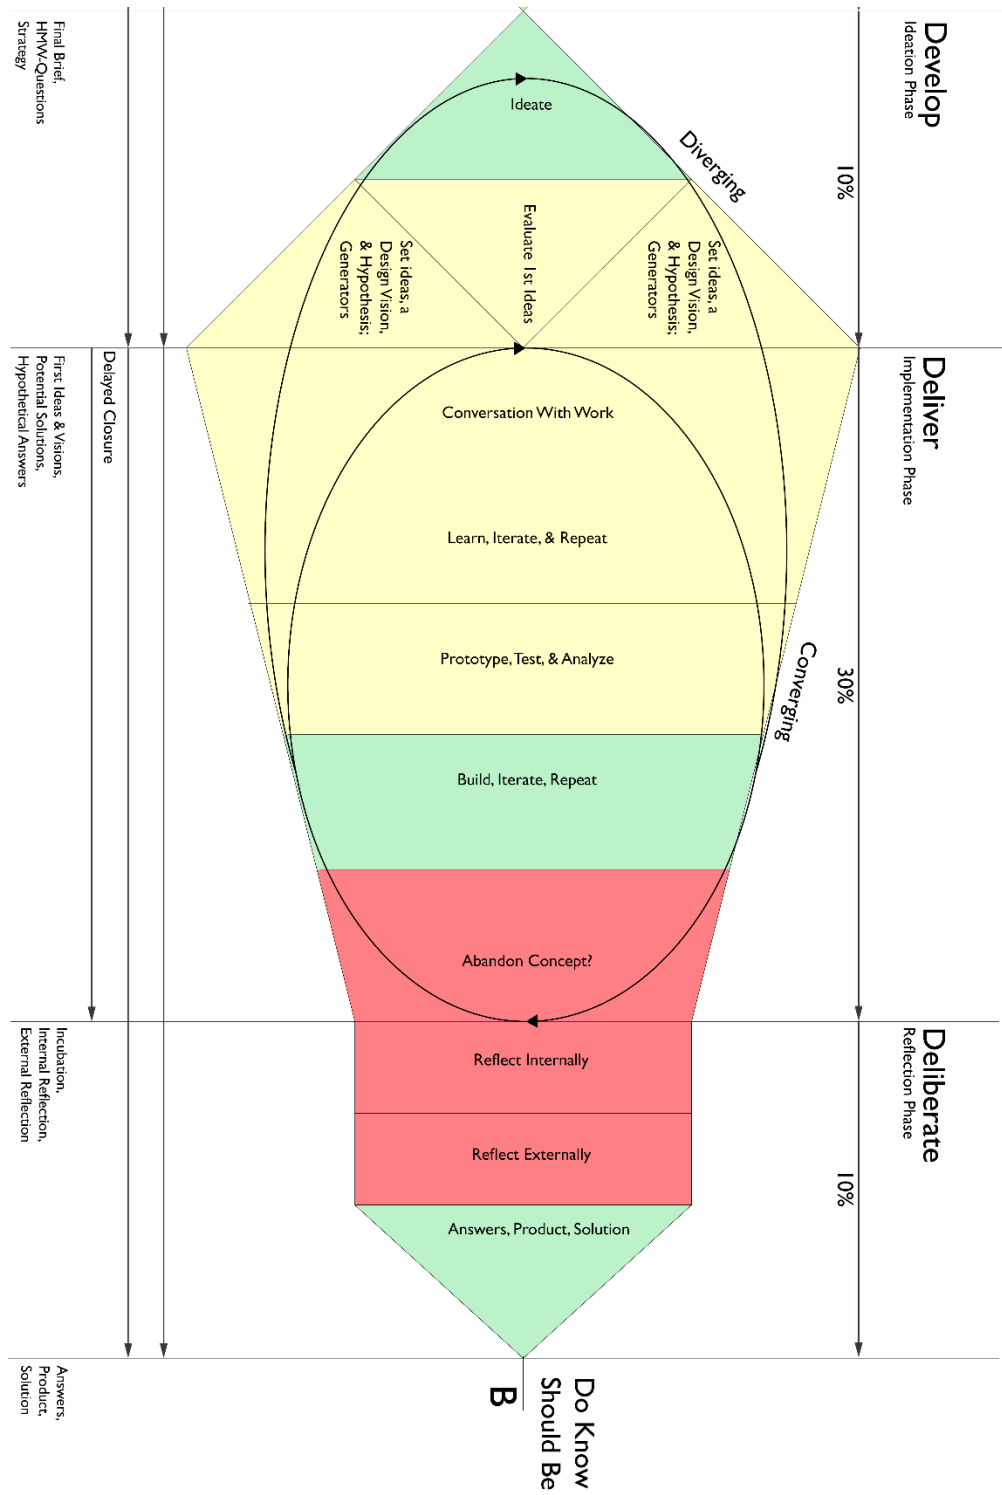 Develop
Ideation Phase
10%
Final Brief,
HMW-Questions
Strategy
Diverging
Ideate
Evaluate 1st Ideas
Set ideas, a
Design Vision,
& Hypothesis;
Generators
Set ideas, a
Design Vision,
& Hypothesis;
Generators
Deliver
Implementation Phase
30%
Delayed Closure
First Ideas & Visions,
Potential Solutions,
Hypothetical Answers
Conversation With Work
Learn, Iterate, & Repeat
Converging
Prototype, Test, & Analyze
Build, Iterate, Repeat
Abandon Concept?
Deliberate
Reflection Phase
10%
Incubation,
Internal Reflection,
External Reflection
Reflect Internally
Reflect Externally
Answers, Product, Solution
Do Know
Should Be
B
Answers,
Product,
Solution